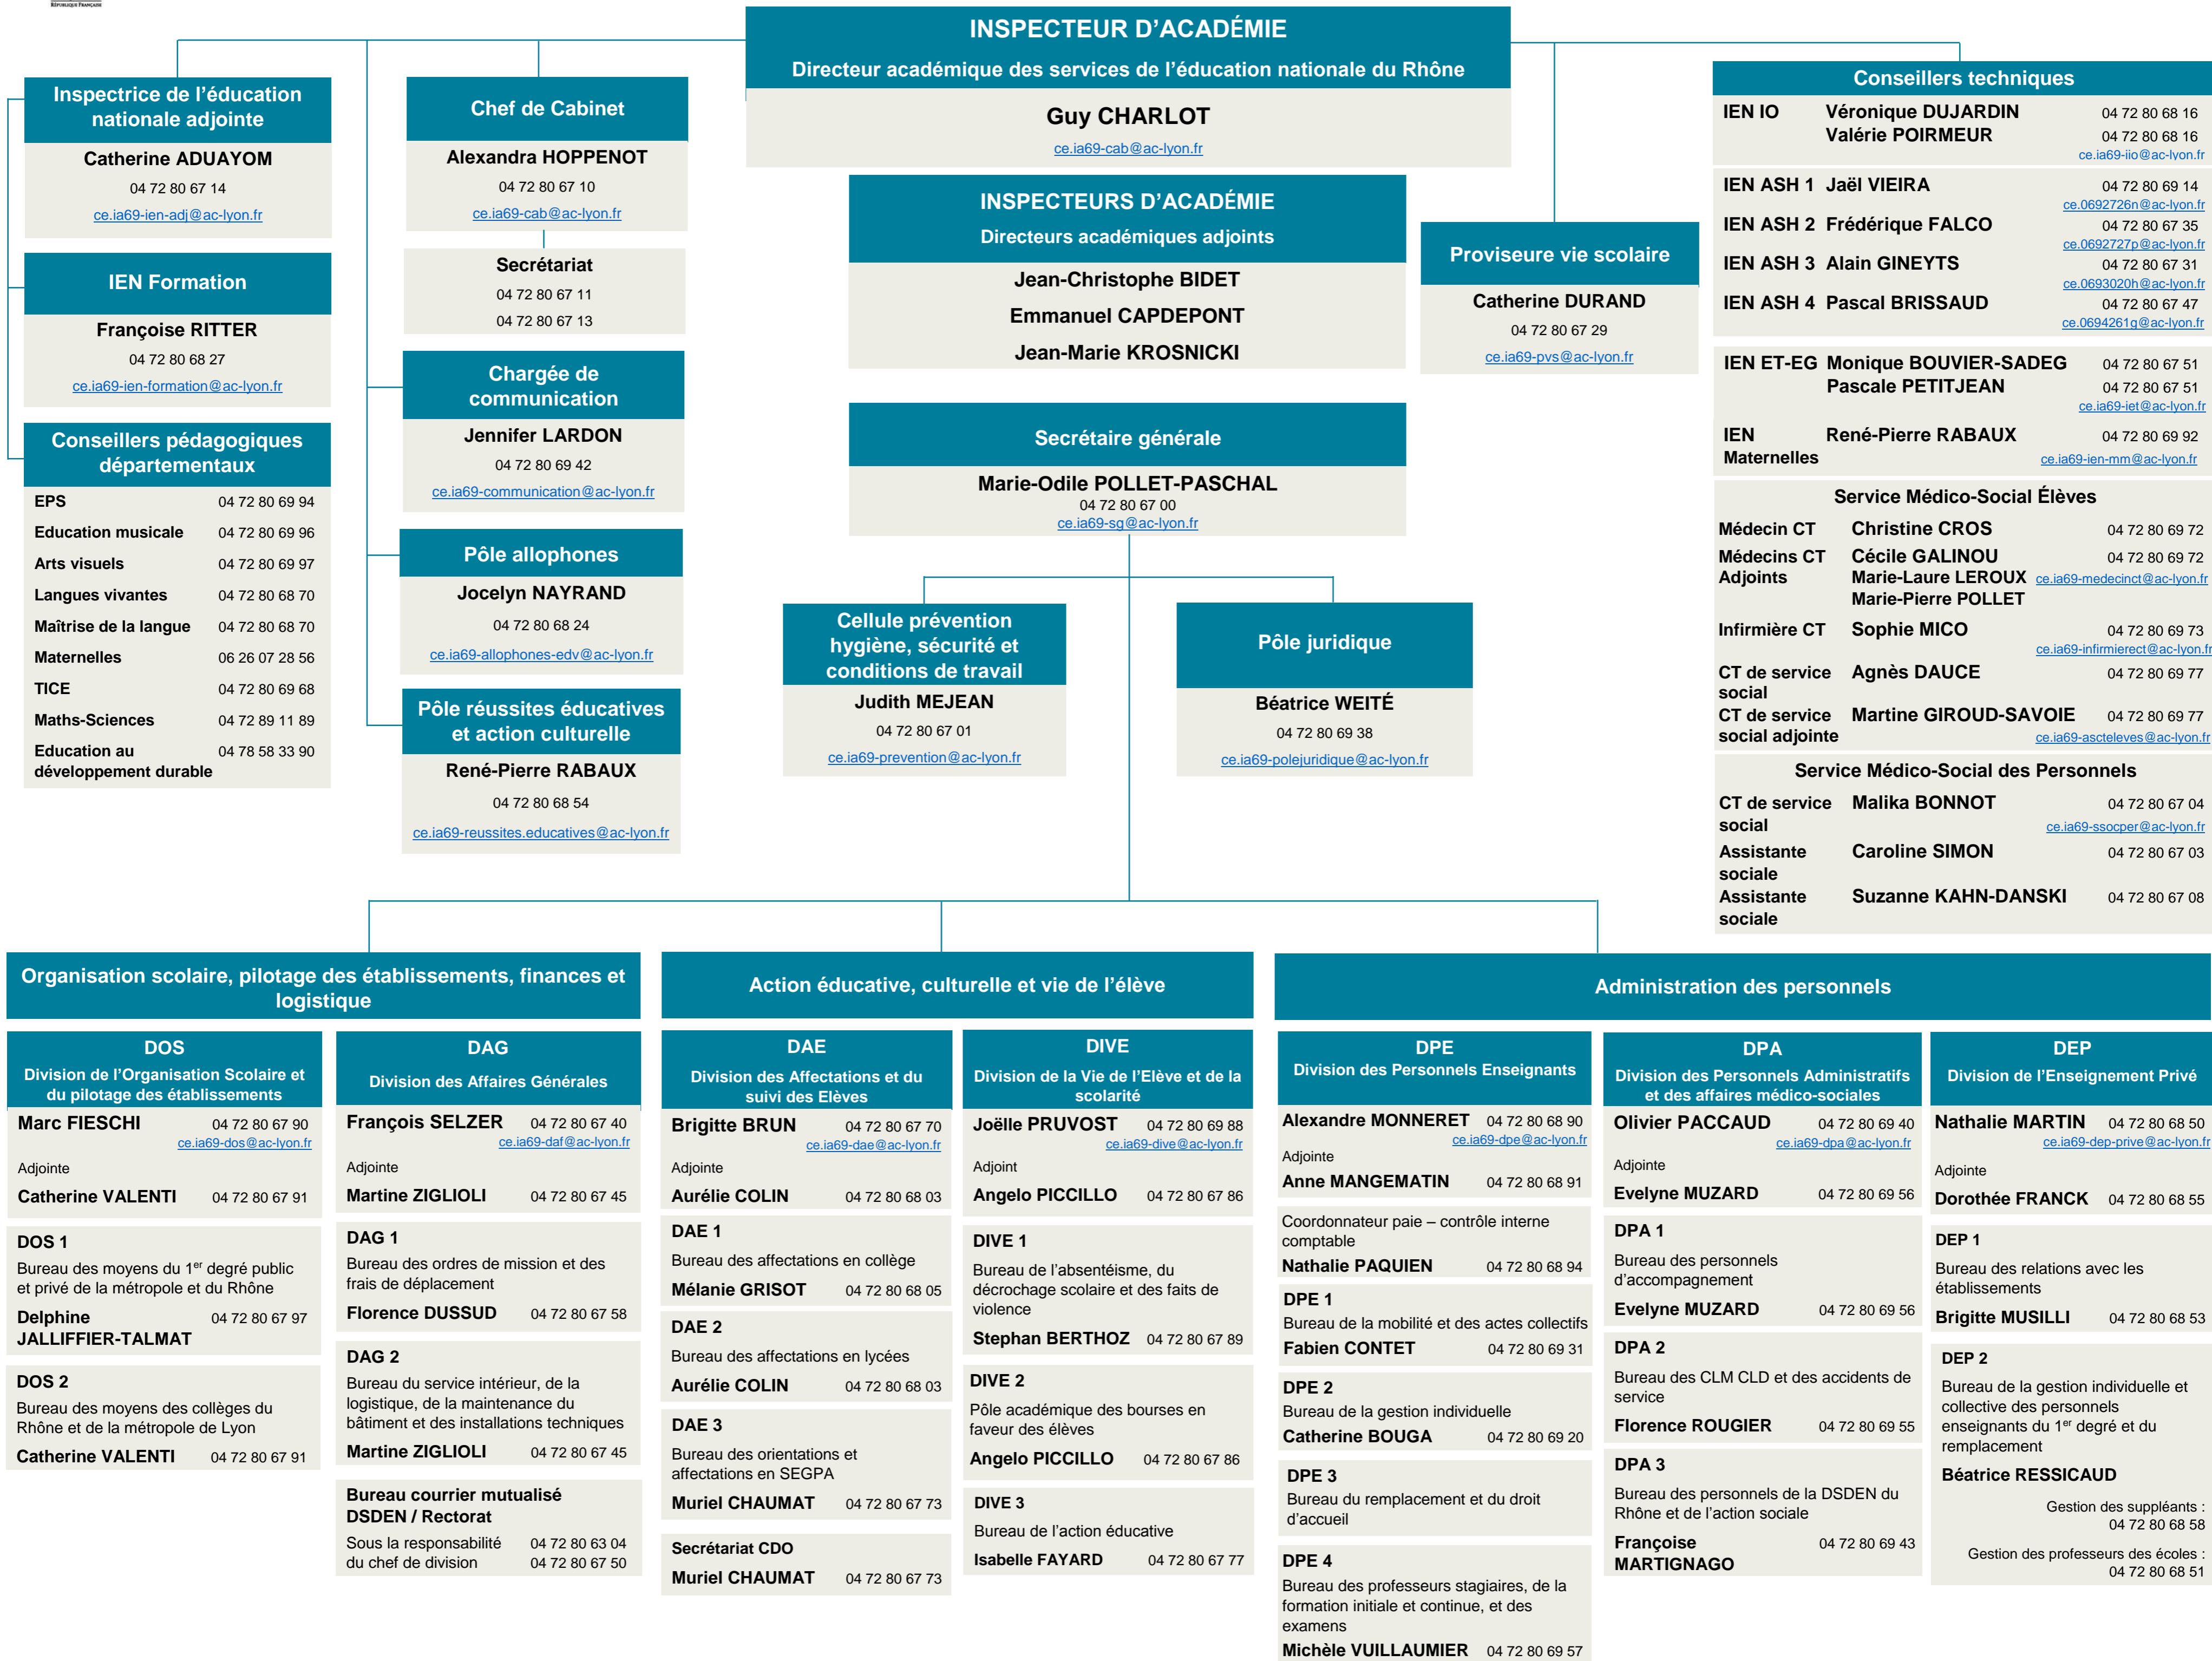 RÉPUBLIQUE FRANÇAISE
INSPECTEUR D'ACADÉMIE
Directeur académique des services de l'éducation nationale du Rhône
Guy CHARLOT
ce.ia69-cab@ac-lyon.fr
Inspectrice de l'éducation
nationale adjointe
Catherine ADUAYOM
04 72 80 67 14
ce.ia69-ien-adj@ac-lyon.fr
IEN Formation
Françoise RITTER
04 72 80 68 27
ce.ia69-ien-formation@ac-lyon.fr
Conseillers pédagogiques
départementaux
EPS 04 72 80 69 94
Education musicale 04 72 80 69 96
Arts visuels 04 72 80 69 97
Langues vivantes 04 72 80 68 70
Maîtrise de la langue 04 72 80 68 70
Maternelles 06 26 07 28 56
TICE 04 72 80 69 68
Maths-Sciences 04 72 89 11 89
Education au 04 78 58 33 90
développement durable
Chef de Cabinet
Alexandra HOPPENOT
04 72 80 67 10
ce.ia69-cab@ac-lyon.fr
Secrétariat
04 72 80 67 11
04 72 80 67 13
Chargée de
communication
Jennifer LARDON
04 72 80 69 42
ce.ia69-communication@ac-lyon.fr
Pôle allophones
Jocelyn NAYRAND
04 72 80 68 24
ce.ia69-allophones-edv@ac-lyon.fr
Pôle réussites éducatives
et action culturelle
René-Pierre RABAUX
04 72 80 68 54
ce.ia69-reussites.educatives@ac-lyon.fr
INSPECTEURS D'ACADÉMIE
Directeurs académiques adjoints
Jean-Christophe BIDET
Emmanuel CAPDEPONT
Jean-Marie KROSNICKI
Secrétaire générale
Marie-Odile POLLET-PASCHAL
04 72 80 67 00
ce.ia69-sg@ac-lyon.fr
Cellule prévention
hygiène, sécurité et
conditions de travail
Judith MEJEAN
04 72 80 67 01
ce.ia69-prevention@ac-lyon.fr
Pôle juridique
Béatrice WEITÉ
04 72 80 69 38
ce.ia69-polejuridique@ac-lyon.fr
Proviseure vie scolaire
Catherine DURAND
04 72 80 67 29
ce.ia69-pvs@ac-lyon.fr
Conseillers techniques
IEN IO Véronique DUJARDIN 04 72 80 68 16
Valérie POIRMEUR 04 72 80 68 16
ce.ia69-iio@ac-lyon.fr
IEN ASH 1 Jaël VIEIRA 04 72 80 69 14
ce.0692726n@ac-lyon.fr
IEN ASH 2 Frédérique FALCO 04 72 80 67 35
ce.0692727p@ac-lyon.fr
IEN ASH 3 Alain GINEYTS 04 72 80 67 31
ce.0693020h@ac-lyon.fr
IEN ASH 4 Pascal BRISSAUD 04 72 80 67 47
ce.0694261g@ac-lyon.fr
IEN ET-EG Monique BOUVIER-SADEG 04 72 80 67 51
Pascale PETITJEAN 04 72 80 67 51
ce.ia69-iet@ac-lyon.fr
IEN René-Pierre RABAUX 04 72 80 69 92
Maternelles ce.ia69-ien-mm@ac-lyon.fr
Service Médico-Social Élèves
Médecin CT Christine CROS 04 72 80 69 72
Médecins CT Cécile GALINOU 04 72 80 69 72
Adjoints Marie-Laure LEROUX ce.ia69-medecinct@ac-lyon.fr
Marie-Pierre POLLET
Infirmière CT Sophie MICO 04 72 80 69 73
ce.ia69-infirmierect@ac-lyon.fr
CT de service Agnès DAUCE 04 72 80 69 77
social
CT de service Martine GIROUD-SAVOIE 04 72 80 69 77
social adjointe ce.ia69-ascteleves@ac-lyon.fr
Service Médico-Social des Personnels
CT de service Malika BONNOT 04 72 80 67 04
social ce.ia69-ssocper@ac-lyon.fr
Assistante Caroline SIMON 04 72 80 67 03
sociale
Assistante Suzanne KAHN-DANSKI 04 72 80 67 08
sociale
Organisation scolaire, pilotage des établissements, finances et
logistique
DOS
Division de l'Organisation Scolaire et
du pilotage des établissements
Marc FIESCHI 04 72 80 67 90
ce.ia69-dos@ac-lyon.fr
Adjointe
Catherine VALENTI 04 72 80 67 91
DOS 1
Bureau des moyens du 1er degré public
et privé de la métropole et du Rhône
Delphine 04 72 80 67 97
JALLIFFIER-TALMAT
DOS 2
Bureau des moyens des collèges du
Rhône et de la métropole de Lyon
Catherine VALENTI 04 72 80 67 91
DAG
Division des Affaires Générales
François SELZER 04 72 80 67 40
ce.ia69-daf@ac-lyon.fr
Adjointe
Martine ZIGLIOLI 04 72 80 67 45
DAG 1
Bureau des ordres de mission et des
frais de déplacement
Florence DUSSUD 04 72 80 67 58
DAG 2
Bureau du service intérieur, de la
logistique, de la maintenance du
bâtiment et des installations techniques
Martine ZIGLIOLI 04 72 80 67 45
Bureau courrier mutualisé
DSDEN / Rectorat
Sous la responsabilité 04 72 80 63 04
du chef de division 04 72 80 67 50
Action éducative, culturelle et vie de l'élève
DAE
Division des Affectations et du
suivi des Elèves
Brigitte BRUN 04 72 80 67 70
ce.ia69-dae@ac-lyon.fr
Adjointe
Aurélie COLIN 04 72 80 68 03
DAE 1
Bureau des affectations en collège
Mélanie GRISOT 04 72 80 68 05
DAE 2
Bureau des affectations en lycées
Aurélie COLIN 04 72 80 68 03
DAE 3
Bureau des orientations et
affectations en SEGPA
Muriel CHAUMAT 04 72 80 67 73
Secrétariat CDO
Muriel CHAUMAT 04 72 80 67 73
DIVE
Division de la Vie de l'Elève et de la
scolarité
Joëlle PRUVOST 04 72 80 69 88
ce.ia69-dive@ac-lyon.fr
Adjoint
Angelo PICCILLO 04 72 80 67 86
DIVE 1
Bureau de l'absentéisme, du
décrochage scolaire et des faits de
violence
Stephan BERTHOZ 04 72 80 67 89
DIVE 2
Pôle académique des bourses en
faveur des élèves
Angelo PICCILLO 04 72 80 67 86
DIVE 3
Bureau de l'action éducative
Isabelle FAYARD 04 72 80 67 77
Administration des personnels
DPE
Division des Personnels Enseignants
Alexandre MONNERET 04 72 80 68 90
ce.ia69-dpe@ac-lyon.fr
Adjointe
Anne MANGEMATIN 04 72 80 68 91
Coordonnateur paie – contrôle interne
comptable
Nathalie PAQUIEN 04 72 80 68 94
DPE 1
Bureau de la mobilité et des actes collectifs
Fabien CONTET 04 72 80 69 31
DPE 2
Bureau de la gestion individuelle
Catherine BOUGA 04 72 80 69 20
DPE 3
Bureau du remplacement et du droit
d'accueil
DPE 4
Bureau des professeurs stagiaires, de la
formation initiale et continue, et des
examens
Michèle VUILLAUMIER 04 72 80 69 57
DPA
Division des Personnels Administratifs
et des affaires médico-sociales
Olivier PACCAUD 04 72 80 69 40
ce.ia69-dpa@ac-lyon.fr
Adjointe
Evelyne MUZARD 04 72 80 69 56
DPA 1
Bureau des personnels
d'accompagnement
Evelyne MUZARD 04 72 80 69 56
DPA 2
Bureau des CLM CLD et des accidents de
service
Florence ROUGIER 04 72 80 69 55
DPA 3
Bureau des personnels de la DSDEN du
Rhône et de l'action sociale
Françoise 04 72 80 69 43
MARTIGNAGO
DEP
Division de l'Enseignement Privé
Nathalie MARTIN 04 72 80 68 50
ce.ia69-dep-prive@ac-lyon.fr
Adjointe
Dorothée FRANCK 04 72 80 68 55
DEP 1
Bureau des relations avec les
établissements
Brigitte MUSILLI 04 72 80 68 53
DEP 2
Bureau de la gestion individuelle et
collective des personnels
enseignants du 1er degré et du
remplacement
Béatrice RESSICAUD
Gestion des suppléants :
04 72 80 68 58
Gestion des professeurs des écoles :
04 72 80 68 51